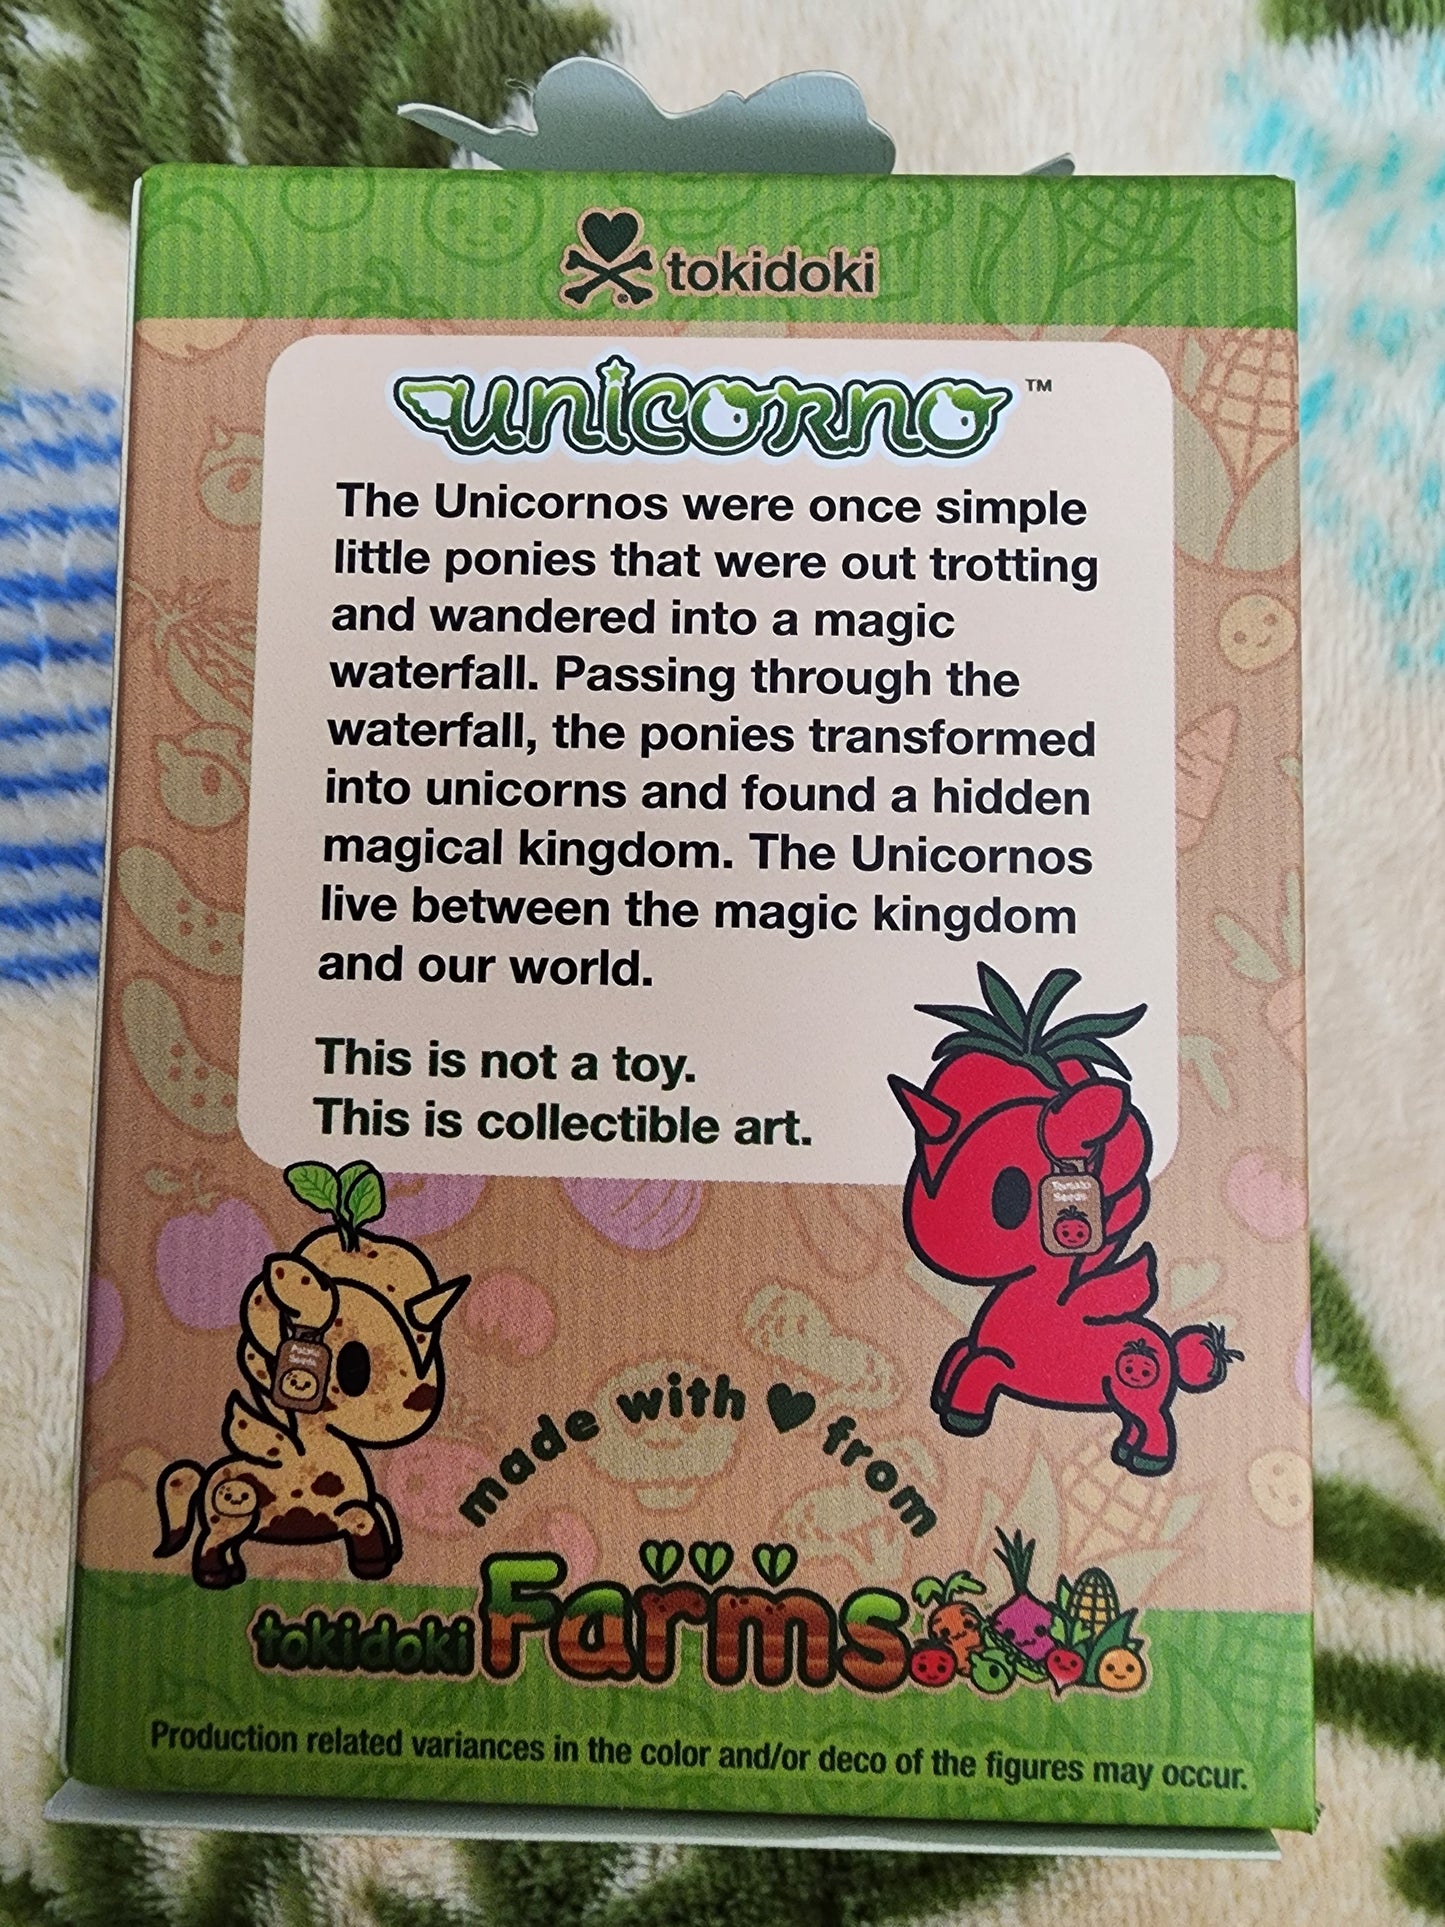 tokidoki
unicorno™
The Unicornos were once simple
little ponies that were out trotting
and wandered into a magic
waterfall. Passing through the
waterfall, the ponies transformed
into unicorns and found a hidden
magical kingdom. The Unicornos
live between the magic kingdom
and our world.
This is not a toy.
This is collectible art.
Tomato
Seeds
Potato
Seeds
made with from
tokidoki Farms
Production related variances in the color and/or deco of the figures may occur.